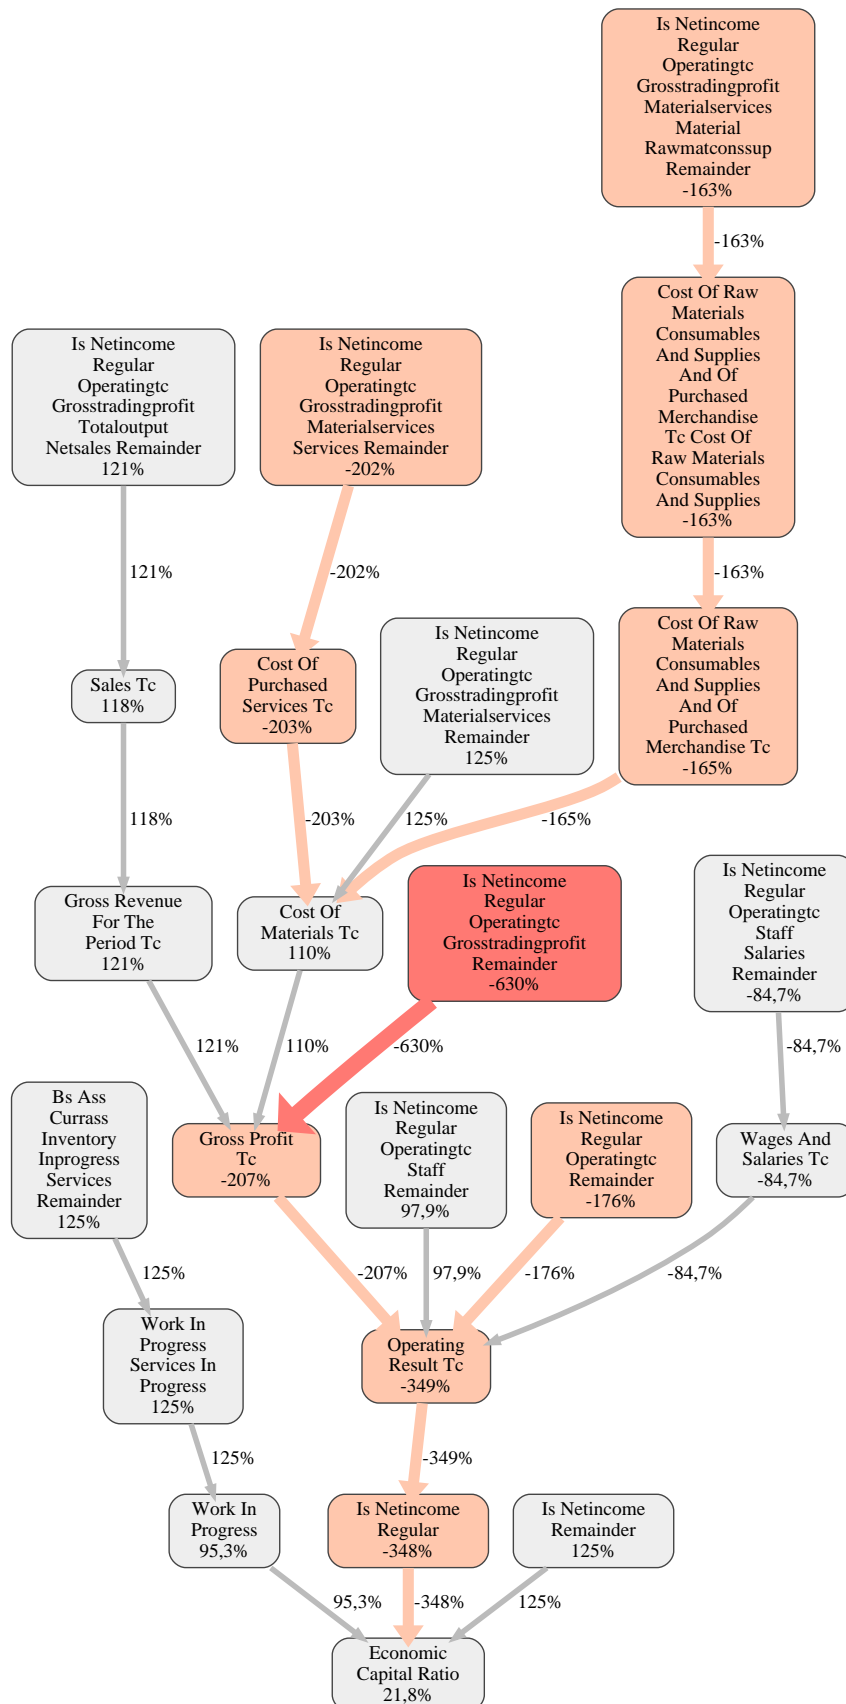 Is Netincome
Regular
Operatingtc
Grosstradingprofit
Materialservices
Material
Rawmatconssup
Remainder
-163%
-163%
Cost Of Raw
Materials
Consumables
And Supplies
And Of
Purchased
Merchandise
Tc Cost Of
Raw Materials
Consumables
And Supplies
-163%
Is Netincome
Regular
Operatingtc
Grosstradingprofit
Totaloutput
Netsales Remainder
121%
Is Netincome
Regular
Operatingtc
Grosstradingprofit
Materialservices
Services Remainder
-202%
121%
-202%
-163%
Cost Of Raw
Materials
Consumables
And Supplies
And Of
Purchased
Merchandise Tc
-165%
Is Netincome
Regular
Operatingtc
Grosstradingprofit
Materialservices
Remainder
125%
Cost Of
Purchased
Services Tc
-203%
Sales Tc
118%
118%
-203%
125%
-165%
Gross Revenue
For The
Period Tc
121%
Cost Of
Materials Tc
110%
Is Netincome
Regular
Operatingtc
Grosstradingprofit
Remainder
-630%
Is Netincome
Regular
Operatingtc
Staff
Salaries
Remainder
-84,7%
121%
110%
-630%
-84,7%
Bs Ass
Currass
Inventory
Inprogress
Services
Remainder
125%
Gross Profit
Tc
-207%
Is Netincome
Regular
Operatingtc
Staff
Remainder
97,9%
Is Netincome
Regular
Operatingtc
Remainder
-176%
Wages And
Salaries Tc
-84,7%
125%
-207%
97,9%
-176%
-84,7%
Work In
Progress
Services In
Progress
125%
Operating
Result Tc
-349%
125%
-349%
Work In
Progress
95,3%
Is Netincome
Regular
-348%
Is Netincome
Remainder
125%
95,3%
-348%
125%
Economic
Capital Ratio
21,8%